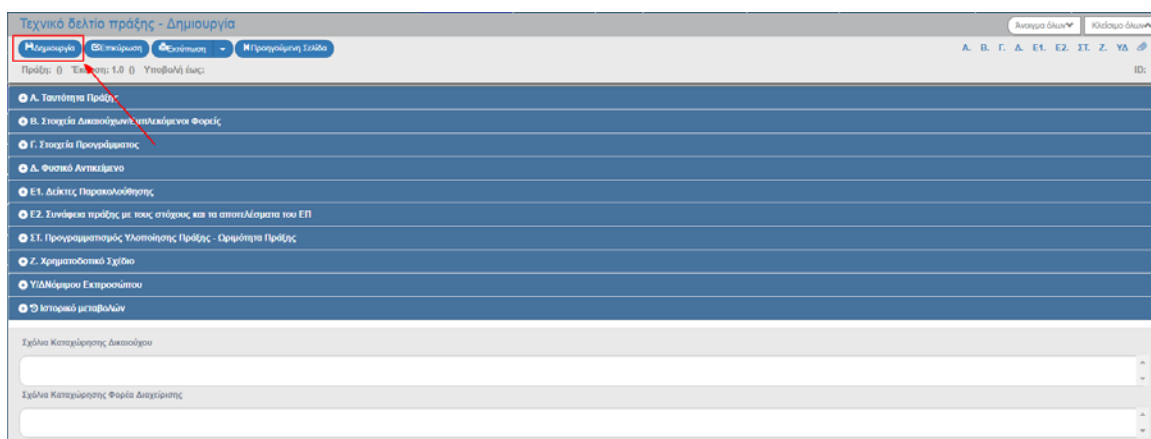 Τεχνικό δελτίο πράξης - Δημιουργία
Άνοιγμα όλων Κλείσιμο όλων
Δημιουργία Επικύρωση Εκτύπωση Προηγούμενη Σελίδα
Α. Β. Γ. Δ. Ε1. Ε2. ΣΤ. Ζ. ΥΔ
Πράξη: () Έκδοση: 1.0 () Υποβολή έως: ID:
Α. Ταυτότητα Πράξης
Β. Στοιχεία Δικαιούχων/Εμπλεκόμενοι Φορείς
Γ. Στοιχεία Προγράμματος
Δ. Φυσικό Αντικείμενο
Ε1. Δείκτες Παρακολούθησης
Ε2. Συνάφεια πράξης με τους στόχους και τα αποτελέσματα του ΕΠ
ΣΤ. Προγραμματισμός Υλοποίησης Πράξης - Ωριμότητα Πράξης
Ζ. Χρηματοδοτικό Σχέδιο
Υ/ΔΝόμιμου Εκπροσώπου
Ιστορικό μεταβολών
Σχόλια Καταχώρησης Δικαιούχου
Σχόλια Καταχώρησης Φορέα Διαχείρισης